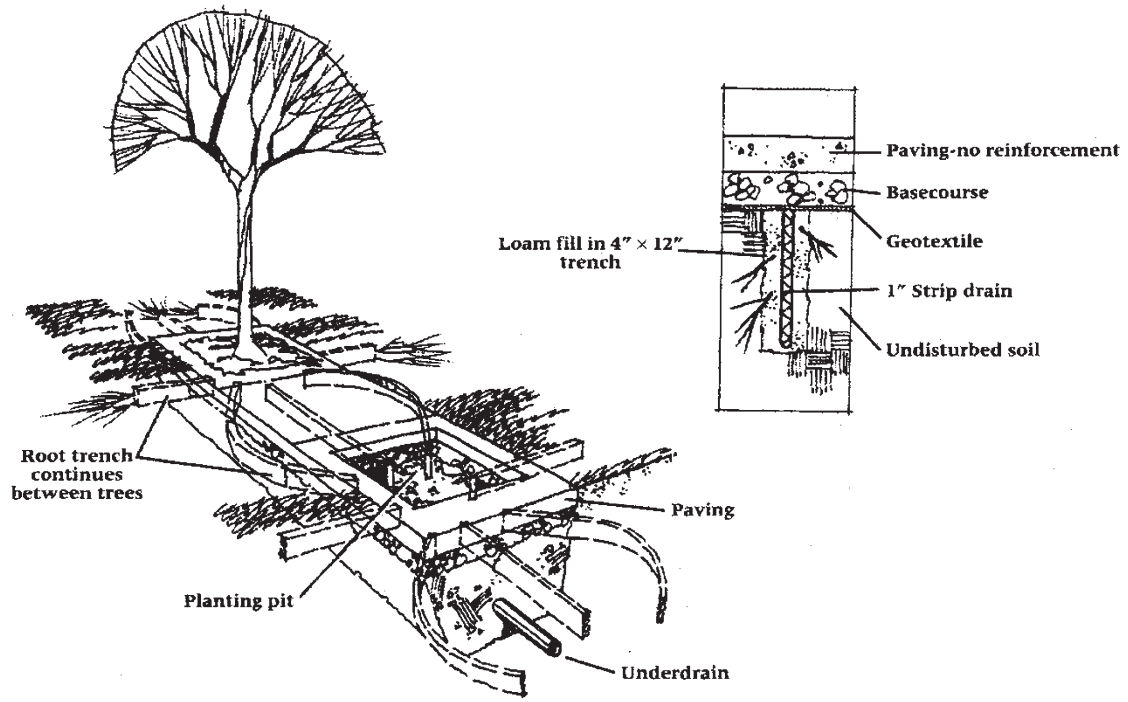 Paving-no reinforcement
Basecourse
Loam fill in 4″ × 12″
trench
Geotextile
1″ Strip drain
Undisturbed soil
Root trench
continues
between trees
Paving
Planting pit
Underdrain